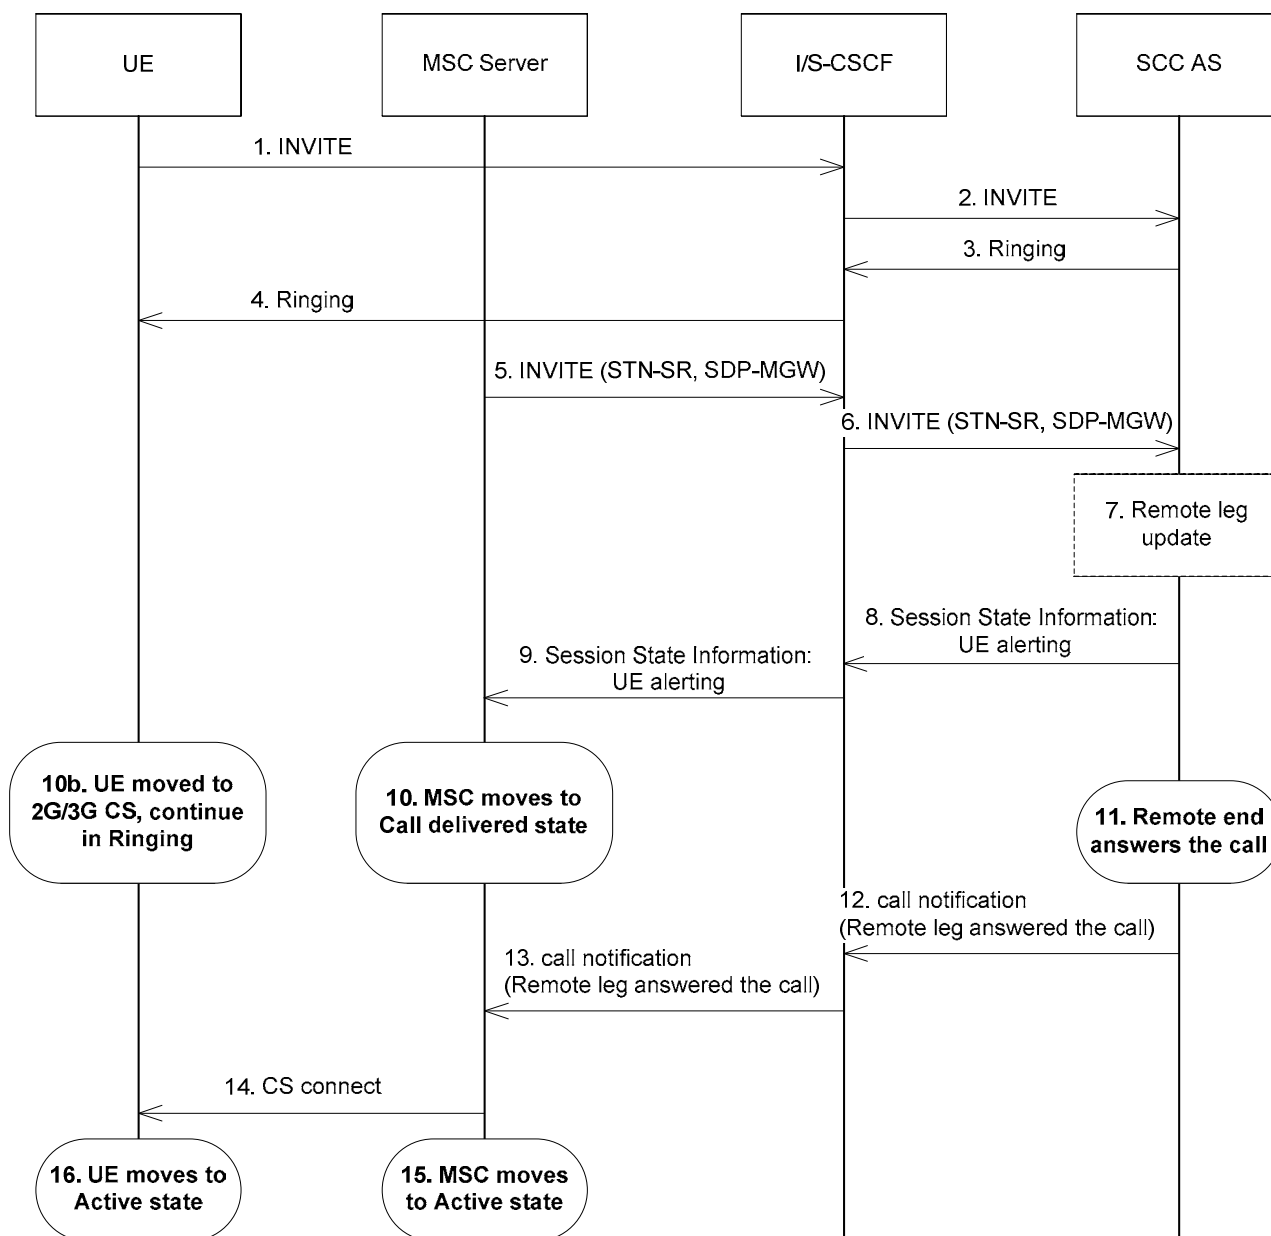 UE
MSC Server
I/S-CSCF
SCC AS
1. INVITE
2. INVITE
3. Ringing
4. Ringing
5. INVITE (STN-SR, SDP-MGW)
6. INVITE (STN-SR, SDP-MGW)
7. Remote leg
update
8. Session State Information:
UE alerting
9. Session State Information:
UE alerting
10b. UE moved to
2G/3G CS, continue
in Ringing
10. MSC moves to
Call delivered state
11. Remote end
answers the call
12. call notification
(Remote leg answered the call)
13. call notification
(Remote leg answered the call)
14. CS connect
16. UE moves to
Active state
15. MSC moves
to Active state